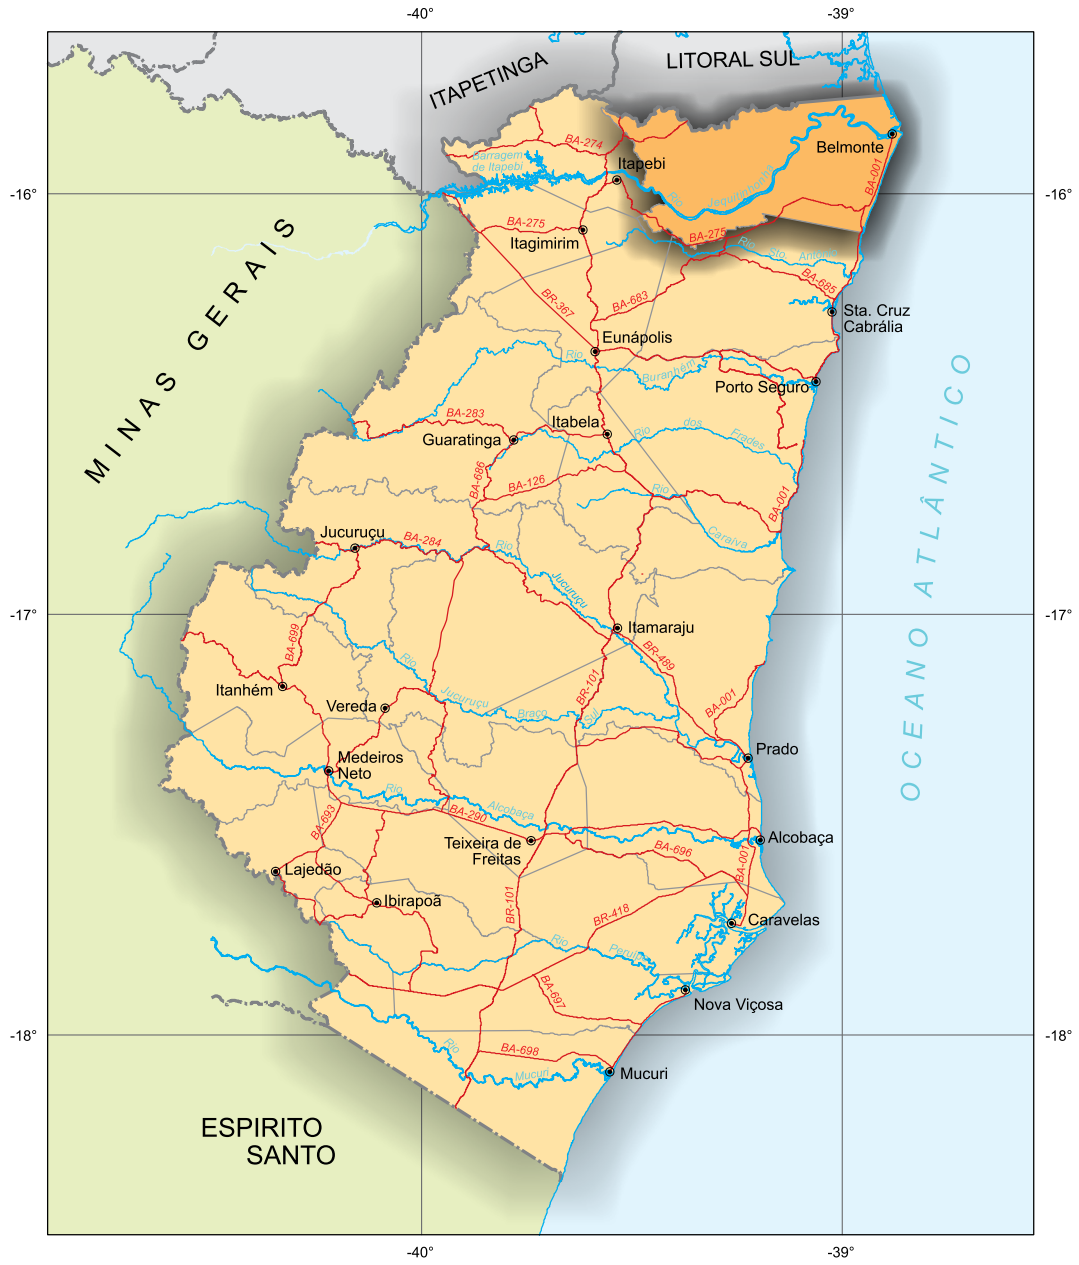 -40°
-39°
ITAPETINGA
LITORAL SUL
BA-274
Barragem
de Itapebi
Itapebi
Belmonte
BA-001
Rio
Jequitinhonha
-16°
-16°
BA-275
Itagimirim
BA-275
Rio
Sto.
Antônio
BA-685
BR-367
BA-683
Sta. Cruz
Cabrália
MINAS GERAIS
Eunápolis
Rio
Buranhém
Porto Seguro
BA-283
Guaratinga
Itabela
Rio
dos
Frades
BA-686
BA-126
Rio
BA-001
Caraíva
Jucuruçu
BA-284
Rio
Jucuruçu
OCEANO ATLÂNTICO
-17°
-17°
Itamaraju
BA-699
BR-489
Rio
Itanhém
Jucuruçu
BR-101
BA-001
Vereda
Braço
Sul
Prado
Medeiros
Neto
Rio
Alcobaça
BA-290
BA-693
Teixeira de
Freitas
Alcobaça
BA-696
BA-001
Lajedão
Ibirapoã
BR-101
BR-418
Caravelas
Rio
Peruípe
BA-697
Nova Viçosa
-18°
-18°
Rio
BA-698
Mucuri
Mucuri
ESPIRITO
SANTO
-40°
-39°